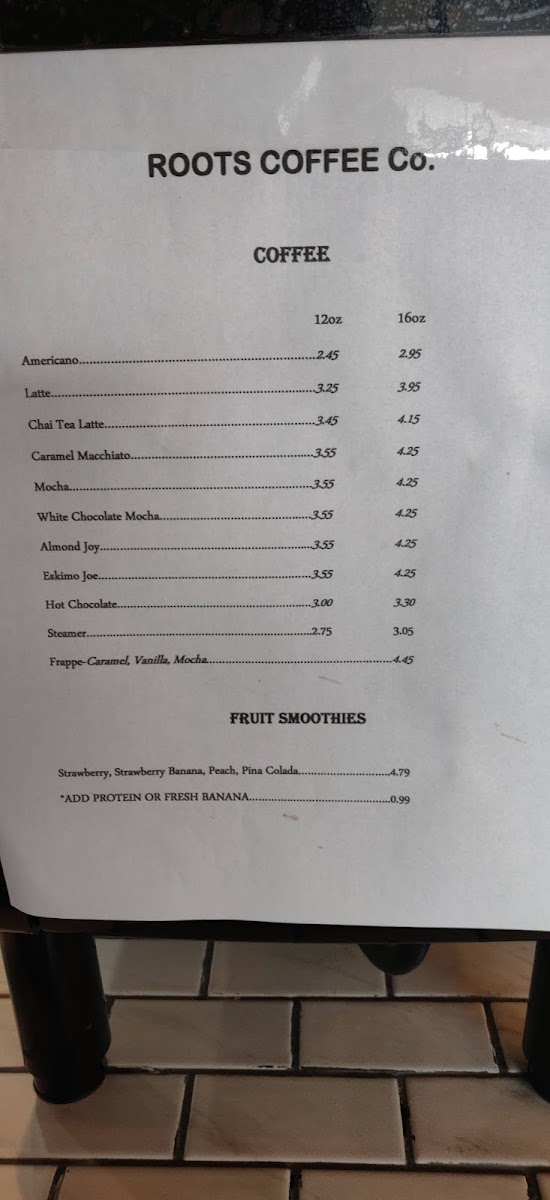 ROOTS COFFEE Co.
COFFEE
12oz 16oz
Americano....................2.45 2.95
Latte....................3.25 3.95
Chai Tea Latte....................3.45 4.15
Caramel Macchiato....................3.55 4.25
Mocha....................3.55 4.25
White Chocolate Mocha....................3.55 4.25
Almond Joy....................3.55 4.25
Eskimo Joe....................3.55 4.25
Hot Chocolate....................3.00 3.30
Steamer....................2.75 3.05
Frappe-Caramel, Vanilla, Mocha....................4.45
FRUIT SMOOTHIES
Strawberry, Strawberry Banana, Peach, Pina Colada....................4.79
*ADD PROTEIN OR FRESH BANANA....................0.99